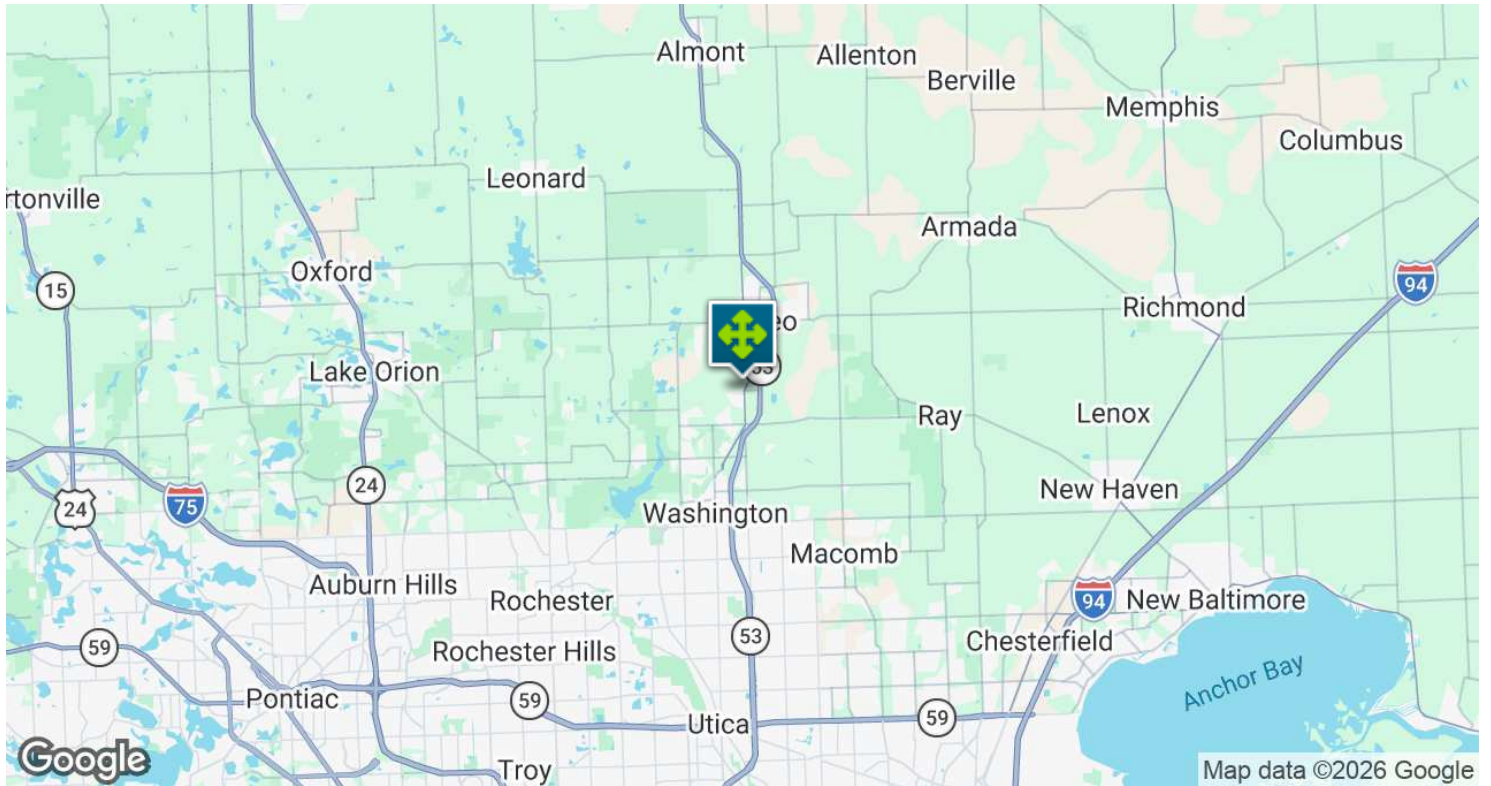 Almont
Allenton
Berville
Memphis
Columbus
Leonard
rtonville
Armada
Oxford
15
94
Richmond
eo
Lake Orion
Ray
Lenox
24
75
24
New Haven
Washington
Macomb
Auburn Hills
Rochester
94
New Baltimore
53
59
Rochester Hills
Chesterfield
Anchor Bay
Pontiac
59
Utica
59
Google
Troy
Map data ©2026 Google